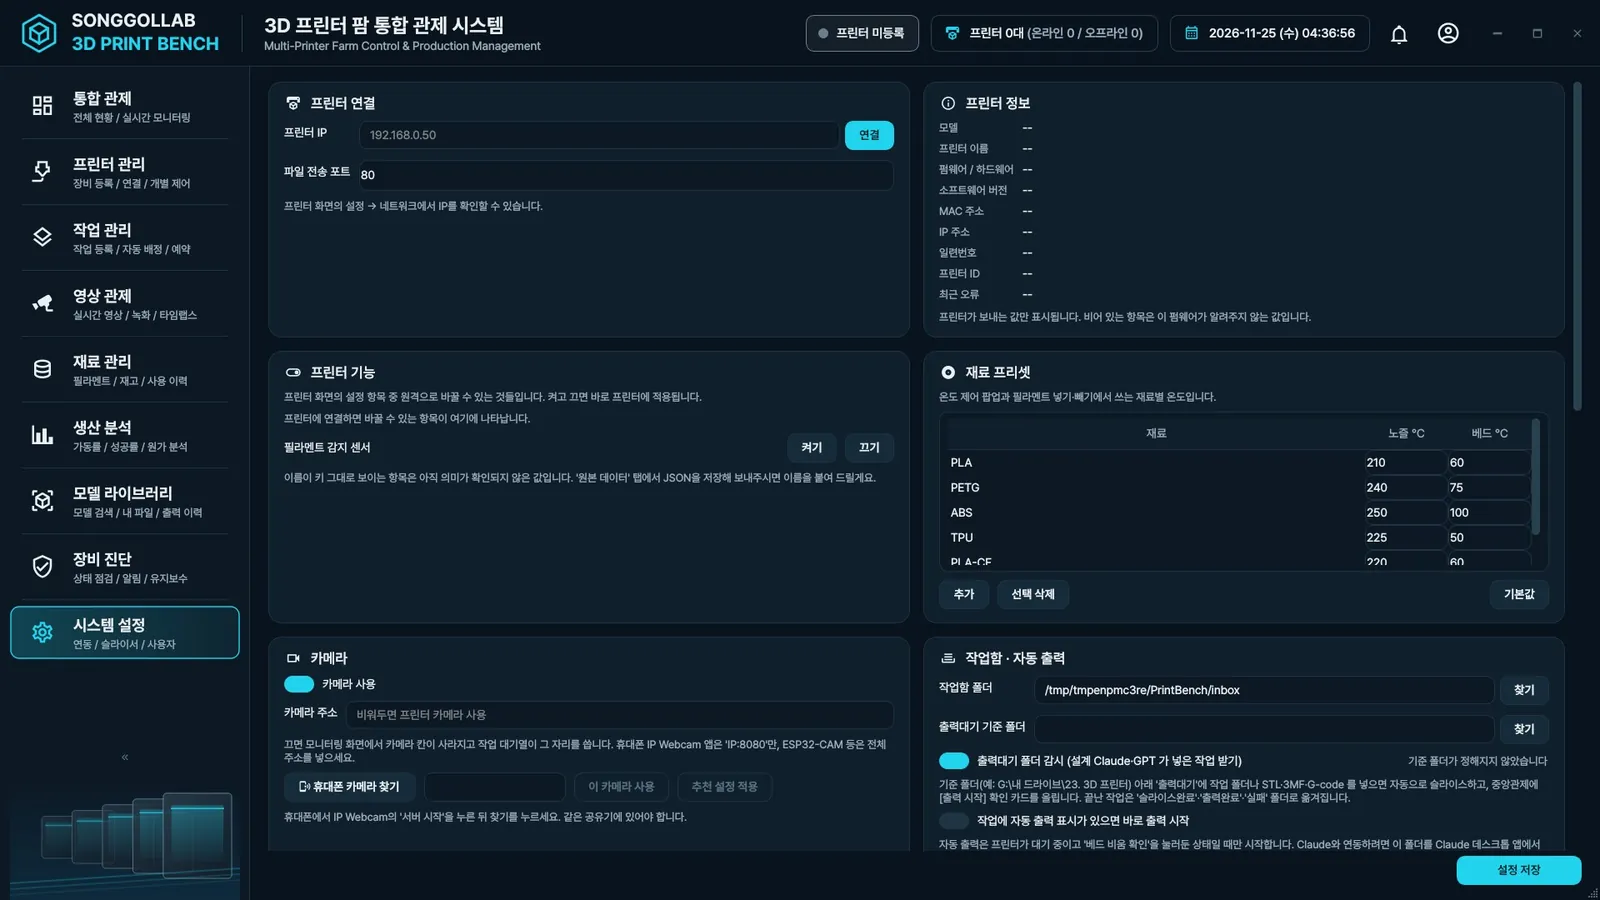 SONGGOLLAB
3D PRINT BENCH
3D 프린터 팜 통합 관제 시스템
Multi-Printer Farm Control & Production Management
프린터 미등록
프린터 0대 (온라인 0 / 오프라인 0)
2026-11-25 (수) 04:36:56
통합 관제
전체 현황 / 실시간 모니터링
프린터 관리
장비 등록 / 연결 / 개별 제어
작업 관리
작업 등록 / 자동 배정 / 예약
영상 관제
실시간 영상 / 녹화 / 타임랩스
재료 관리
필라멘트 / 재고 / 사용 이력
생산 분석
가동률 / 성공률 / 원가 분석
모델 라이브러리
모델 검색 / 내 파일 / 출력 이력
장비 진단
상태 점검 / 알림 / 유지보수
시스템 설정
연동 / 슬라이서 / 사용자
«
프린터 연결
프린터 IP
192.168.0.50
연결
파일 전송 포트
80
프린터 화면의 설정 → 네트워크에서 IP를 확인할 수 있습니다.
프린터 정보
모델 --
프린터 이름 --
펌웨어 / 하드웨어 --
소프트웨어 버전 --
MAC 주소 --
IP 주소 --
일련번호 --
프린터 ID --
최근 오류 --
프린터가 보내는 값만 표시됩니다. 비어 있는 항목은 이 펌웨어가 알려주지 않는 값입니다.
프린터 기능
프린터 화면의 설정 항목 중 원격으로 바꿀 수 있는 것들입니다. 켜고 끄면 바로 프린터에 적용됩니다.
프린터에 연결하면 바꿀 수 있는 항목이 여기에 나타납니다.
필라멘트 감지 센서
켜기
끄기
이름이 키 그대로 보이는 항목은 아직 의미가 확인되지 않은 값입니다. '원본 데이터' 탭에서 JSON을 저장해 보내주시면 이름을 붙여 드릴게요.
재료 프리셋
온도 제어 팝업과 필라멘트 넣기·빼기에서 쓰는 재료별 온도입니다.
재료 노즐 °C 베드 °C
PLA 210 60
PETG 240 75
ABS 250 100
TPU 225 50
PLA-CF 220 60
추가
선택 삭제
기본값
카메라
카메라 사용
카메라 주소
비워두면 프린터 카메라 사용
끄면 모니터링 화면에서 카메라 칸이 사라지고 작업 대기열이 그 자리를 씁니다. 휴대폰 IP Webcam 앱은 'IP:8080'만, ESP32-CAM 등은 전체
주소를 넣으세요.
휴대폰 카메라 찾기
이 카메라 사용
추천 설정 적용
휴대폰에서 IP Webcam의 '서버 시작'을 누른 뒤 찾기를 누르세요. 같은 공유기에 있어야 합니다.
작업함 · 자동 출력
작업함 폴더
/tmp/tmpenpmc3re/PrintBench/inbox
찾기
출력대기 기준 폴더
찾기
출력대기 폴더 감시 (설계 Claude·GPT 가 넣은 작업 받기)
기준 폴더가 정해지지 않았습니다
기준 폴더(예: G:\내 드라이브\23. 3D 프린터) 아래 '출력대기'에 작업 폴더나 STL·3MF·G-code 를 넣으면 자동으로 슬라이스하고, 중앙관제에
[출력 시작] 확인 카드를 올립니다. 끝난 작업은 '슬라이스완료'·'출력완료'·'실패' 폴더로 옮겨집니다.
작업에 자동 출력 표시가 있으면 바로 출력 시작
자동 출력은 프린터가 대기 중이고 '베드 비움 확인'을 눌러둔 상태일 때만 시작합니다. Claude와 연동하려면 이 폴더를 Claude 데스크톱 앱에서
설정 저장